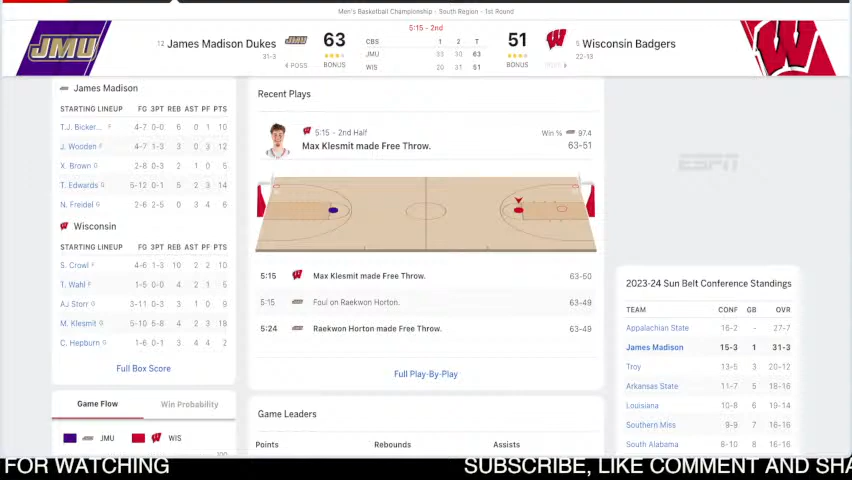 Men's Basketball Championship - South Region - 1st Round
5:15 - 2nd
12 James Madison Dukes
31-3
JMU
63
BONUS
POSS
CBS 1 2 T
JMU 33 30 63
WIS 20 31 51
51
BONUS
W
5 Wisconsin Badgers
22-13
JMU
W
James Madison
STARTING LINEUP FG 3PT REB AST PF PTS
T.J. Bicker... F 4-7 0-0 6 0 1 10
J. Wooden F 4-7 1-3 3 0 3 12
X. Brown G 2-8 0-3 2 1 0 5
T. Edwards G 5-12 0-1 5 2 3 14
N. Freidel G 2-6 2-5 0 3 4 6
Wisconsin
STARTING LINEUP FG 3PT REB AST PF PTS
S. Crowl F 4-6 1-3 10 2 2 10
T. Wahl F 1-5 0-0 4 2 1 5
AJ Storr G 3-11 0-3 3 1 0 9
M. Klesmit G 5-10 5-8 4 2 3 18
C. Hepburn G 1-6 0-1 3 4 4 2
Full Box Score
Game Flow
Win Probability
JMU
WIS
100
Recent Plays
5:15 - 2nd Half
Max Klesmit made Free Throw.
Win % 97.4
63-51
5:15 Max Klesmit made Free Throw. 63-50
5:15 Foul on Raekwon Horton. 63-49
5:24 Raekwon Horton made Free Throw. 63-49
Full Play-By-Play
Game Leaders
Points Rebounds Assists
ESPN
2023-24 Sun Belt Conference Standings
TEAM CONF GB OVR
Appalachian State 16-2 - 27-7
James Madison 15-3 1 31-3
Troy 13-5 3 20-12
Arkansas State 11-7 5 18-16
Louisiana 10-8 6 19-14
Southern Miss 9-9 7 16-16
South Alabama 8-10 8 16-16
FOR WATCHING
SUBSCRIBE, LIKE COMMENT AND SHA